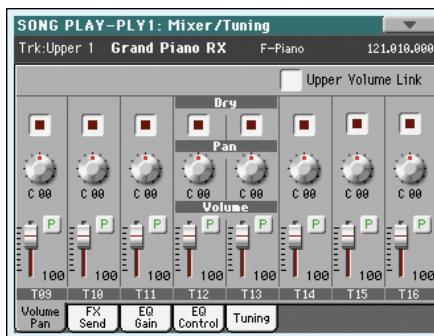 SONG PLAY-PLY1: Mixer/Tuning
Trk:Upper 1 Grand Piano RX F-Piano 121.010.000
Upper Volume Link
Dry
Pan
C 00 C 00 C 00 C 00 C 00 C 00 C 00 C 00
Volume
P P P P P P P P
100 100 100 100 100 100 100 100
T09 T10 T11 T12 T13 T14 T15 T16
Volume Pan FX Send EQ Gain EQ Control Tuning